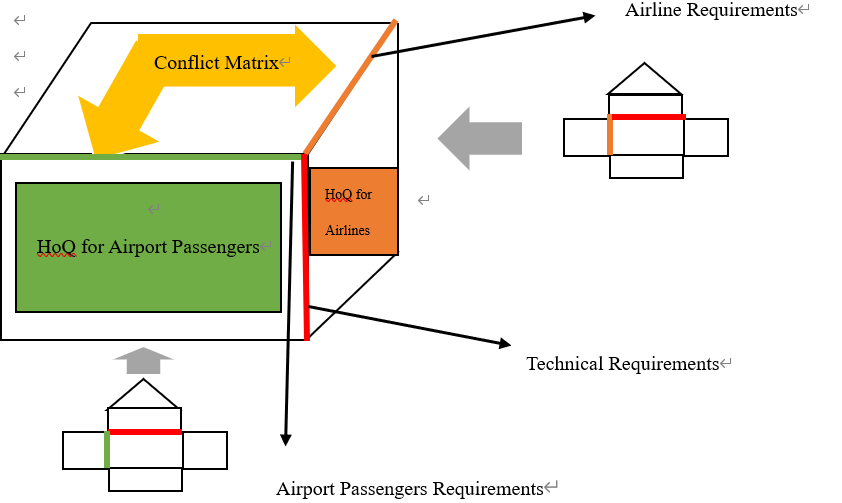 Airline Requirements
Conflict Matrix
HoQ for
Airlines
HoQ for Airport Passengers
Technical Requirements
Airport Passengers Requirements